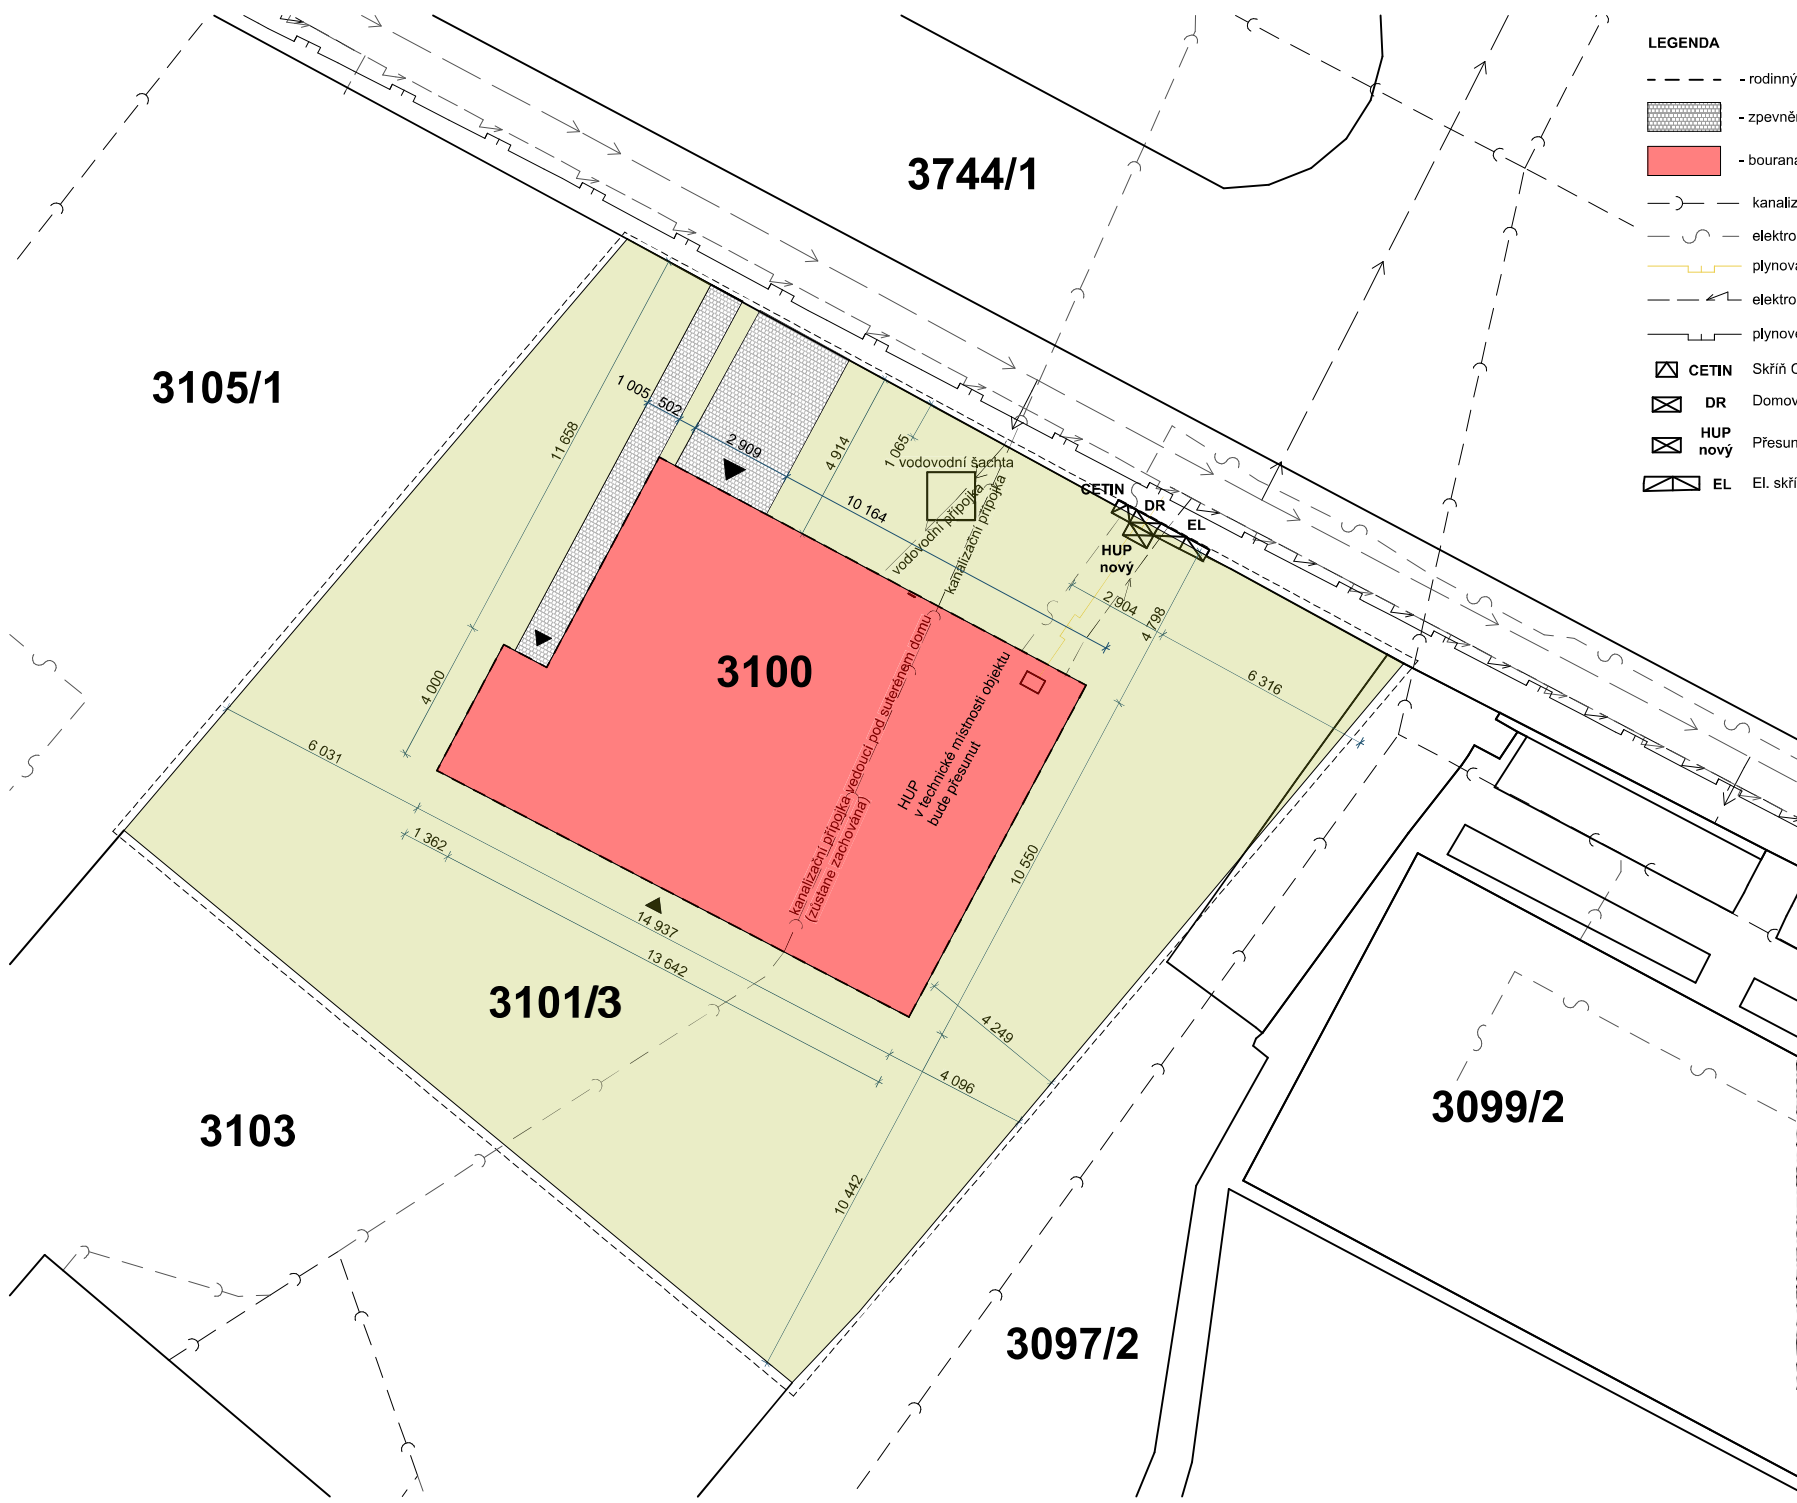 LEGENDA
- rodinný
- zpevně
- bouraná
kanaliz
elektro
plynova
elektro
plynove
CETIN Skříň C
DR Domov
HUP nový Přesun
EL El. skří
3744/1
3105/1
3100
3101/3
3103
3097/2
3099/2
11 658
1 005
502
2 909
4 914
1 065
10 164
vodovodní šachta
vodovodní přípojka
kanalizační přípojka
CETIN
DR
EL
HUP
nový
2 904
4 798
6 316
4 000
6 031
1 362
14 937
13 642
10 550
4 249
4 096
10 442
kanalizační přípojka vedoucí pod suterénem domu
(zůstane zachována)
HUP
v technické místnosti objektu
bude přesunut